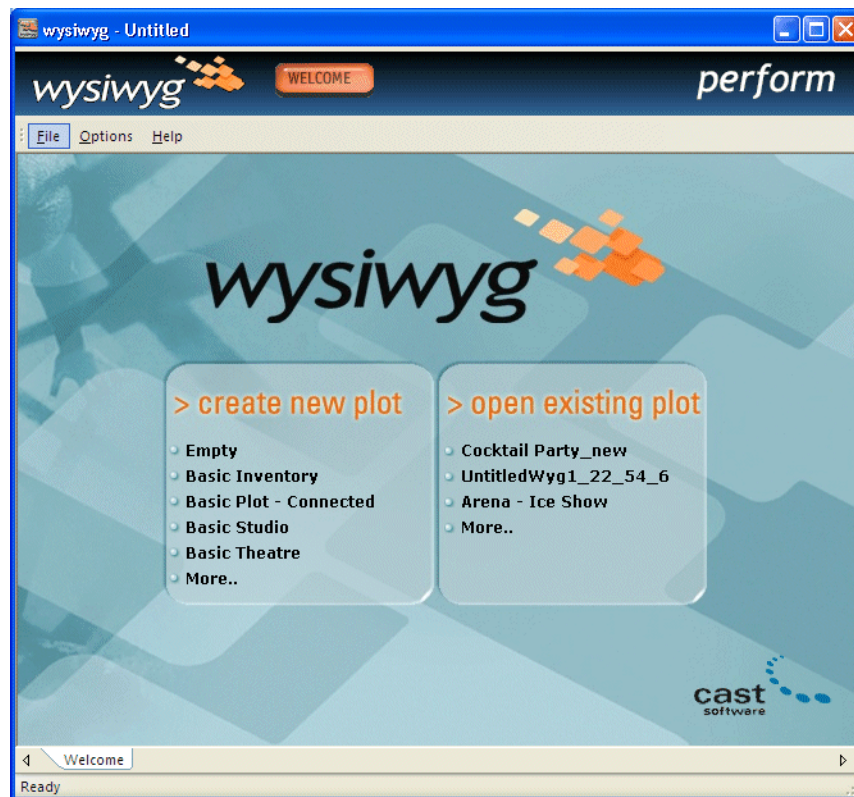 wysiwyg - Untitled
wysiwyg WELCOME perform
File Options Help
wysiwyg
> create new plot
Empty
Basic Inventory
Basic Plot - Connected
Basic Studio
Basic Theatre
More..
> open existing plot
Cocktail Party_new
UntitledWyg1_22_54_6
Arena - Ice Show
More..
cast
software
Welcome
Ready